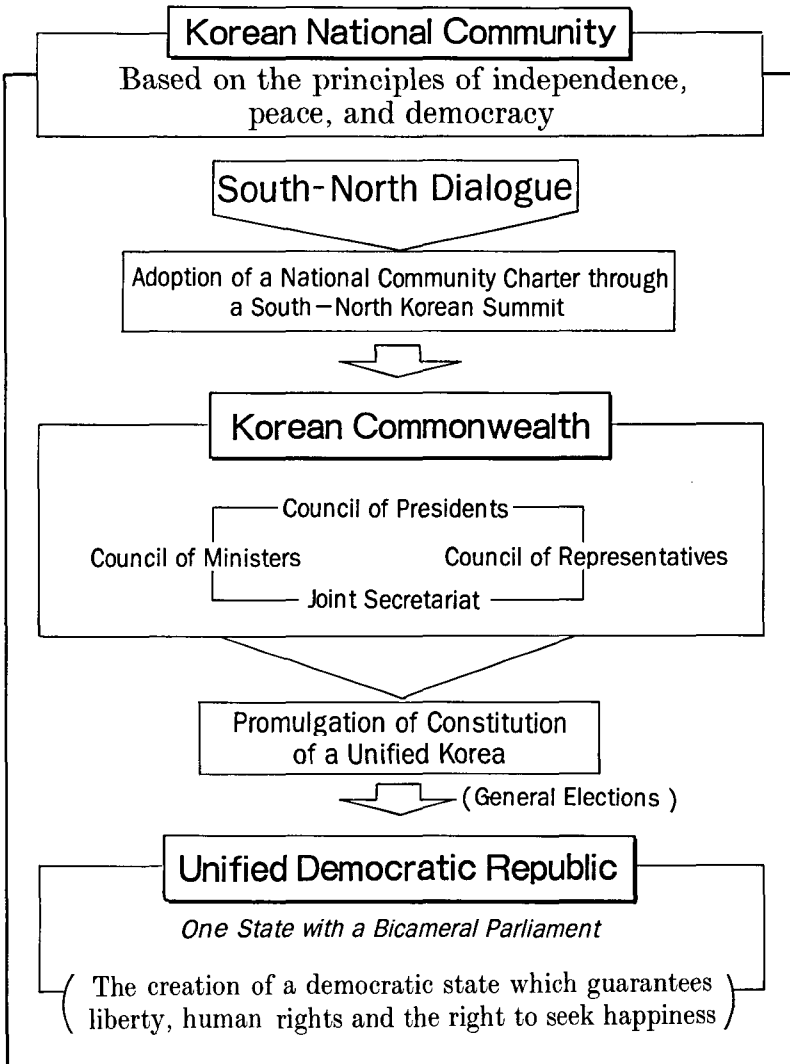 Korean National Community
Based on the principles of independence,
peace, and democracy
South-North Dialogue
Adoption of a National Community Charter through
a South-North Korean Summit
Korean Commonwealth
Council of Presidents
Council of Ministers
Council of Representatives
Joint Secretariat
Promulgation of Constitution
of a Unified Korea
(General Elections)
Unified Democratic Republic
One State with a Bicameral Parliament
(The creation of a democratic state which guarantees
liberty, human rights and the right to seek happiness)